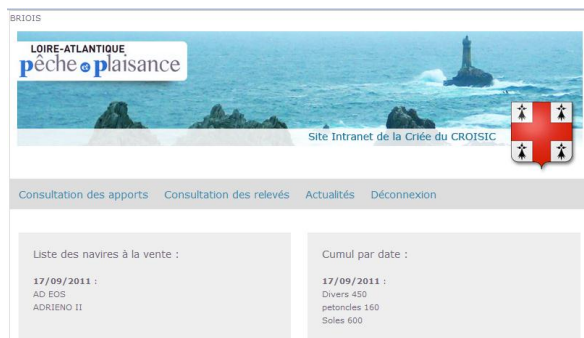 BRIOIS
LOIRE-ATLANTIQUE
pêche et plaisance
Site Intranet de la Criée du CROISIC
Consultation des apports Consultation des relevés Actualités Déconnexion
Liste des navires à la vente :
17/09/2011 :
AD EOS
ADRIENO II
Cumul par date :
17/09/2011 :
Divers 450
petoncles 160
Soles 600